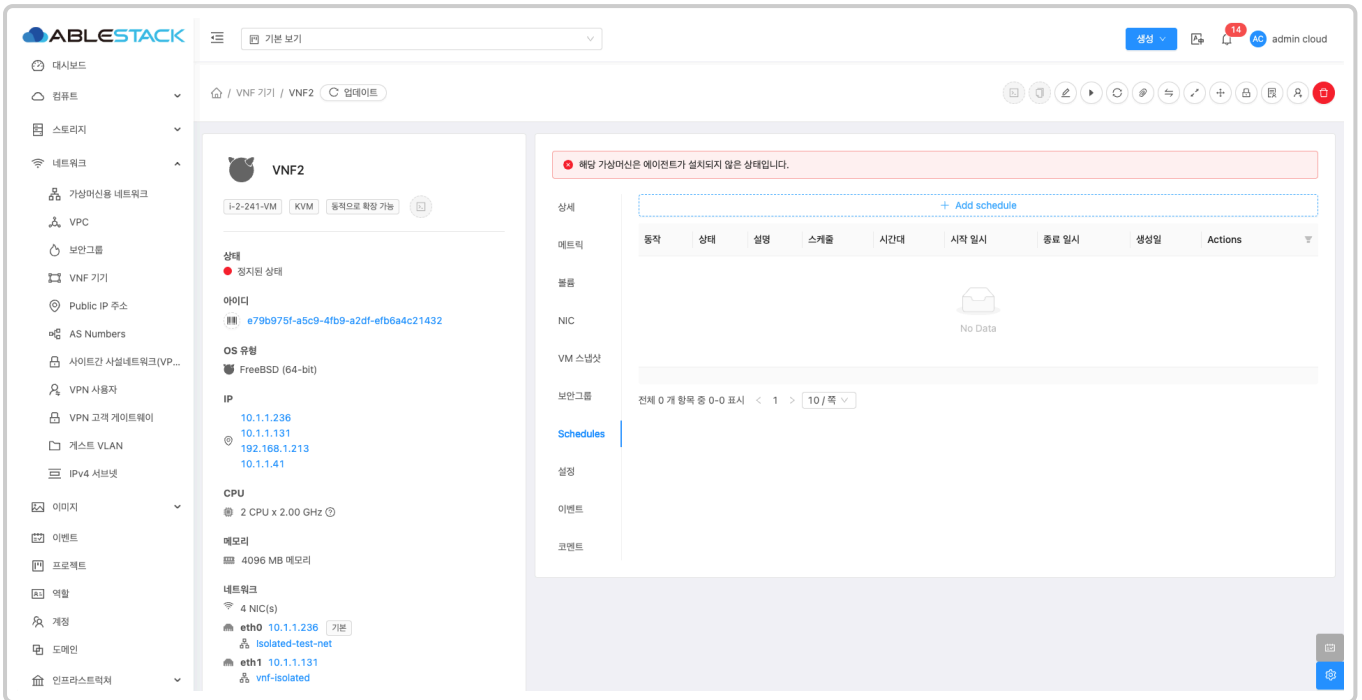 ABLESTACK
기본 보기
생성
14
AC
admin cloud
대시보드
컴퓨트
스토리지
네트워크
가상머신용 네트워크
VPC
보안그룹
VNF 기기
Public IP 주소
AS Numbers
사이트간 사설네트워크(VP...
VPN 사용자
VPN 고객 게이트웨이
게스트 VLAN
IPv4 서브넷
이미지
이벤트
프로젝트
역할
계정
도메인
인프라스트럭쳐
/ VNF 기기 / VNF2 업데이트
VNF2
i-2-241-VM KVM 동적으로 확장 가능
상태
정지된 상태
아이디
e79b975f-a5c9-4fb9-a2df-efb6a4c21432
OS 유형
FreeBSD (64-bit)
IP
10.1.1.236
10.1.1.131
192.168.1.213
10.1.1.41
CPU
2 CPU x 2.00 GHz
메모리
4096 MB 메모리
네트워크
4 NIC(s)
eth0 10.1.1.236 기본
Isolated-test-net
eth1 10.1.1.131
vnf-isolated
해당 가상머신은 에이전트가 설치되지 않은 상태입니다.
상세
메트릭
볼륨
NIC
VM 스냅샷
보안그룹
Schedules
설정
이벤트
코멘트
+ Add schedule
동작 상태 설명 스케줄 시간대 시작 일시 종료 일시 생성일 Actions
No Data
전체 0 개 항목 중 0-0 표시 < 1 > 10 / 쪽